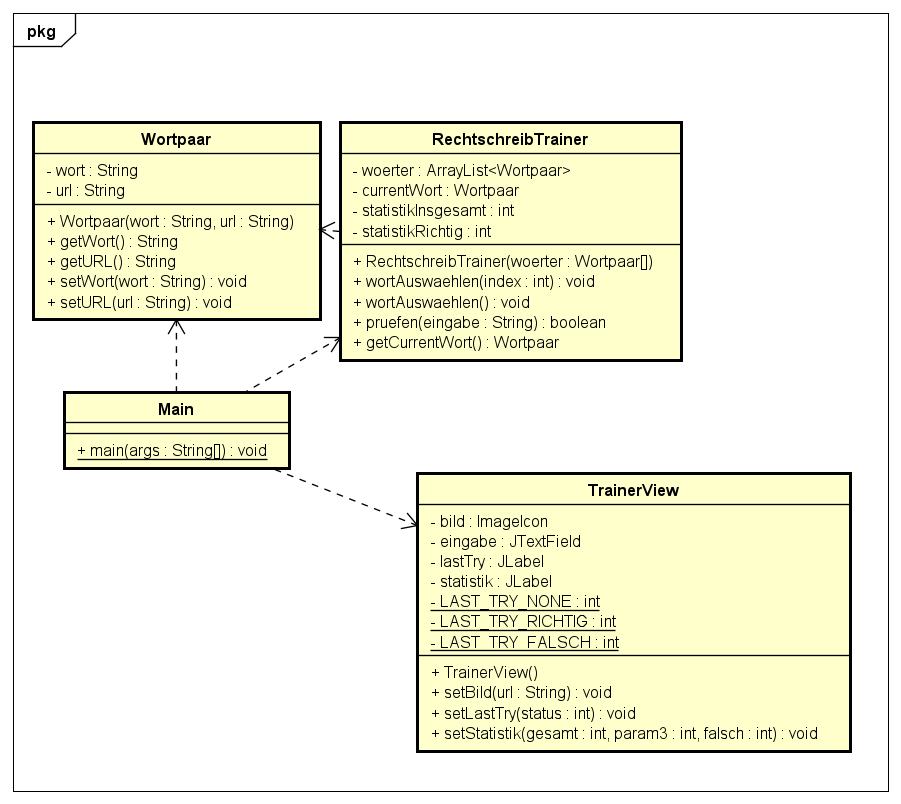 pkg
Wortpaar
- wort : String
- url : String
+ Wortpaar(wort : String, url : String)
+ getWort() : String
+ getURL() : String
+ setWort(wort : String) : void
+ setURL(url : String) : void
RechtschreibTrainer
- woerter : ArrayList<Wortpaar>
- currentWort : Wortpaar
- statistikInsgesamt : int
- statistikRichtig : int
+ RechtschreibTrainer(woerter : Wortpaar[])
+ wortAuswaehlen(index : int) : void
+ wortAuswaehlen() : void
+ pruefen(eingabe : String) : boolean
+ getCurrentWort() : Wortpaar
Main
+ main(args : String[]) : void
TrainerView
- bild : ImageIcon
- eingabe : JTextField
- lastTry : JLabel
- statistik : JLabel
- LAST_TRY_NONE : int
- LAST_TRY_RICHTIG : int
- LAST_TRY_FALSCH : int
+ TrainerView()
+ setBild(url : String) : void
+ setLastTry(status : int) : void
+ setStatistik(gesamt : int, param3 : int, falsch : int) : void